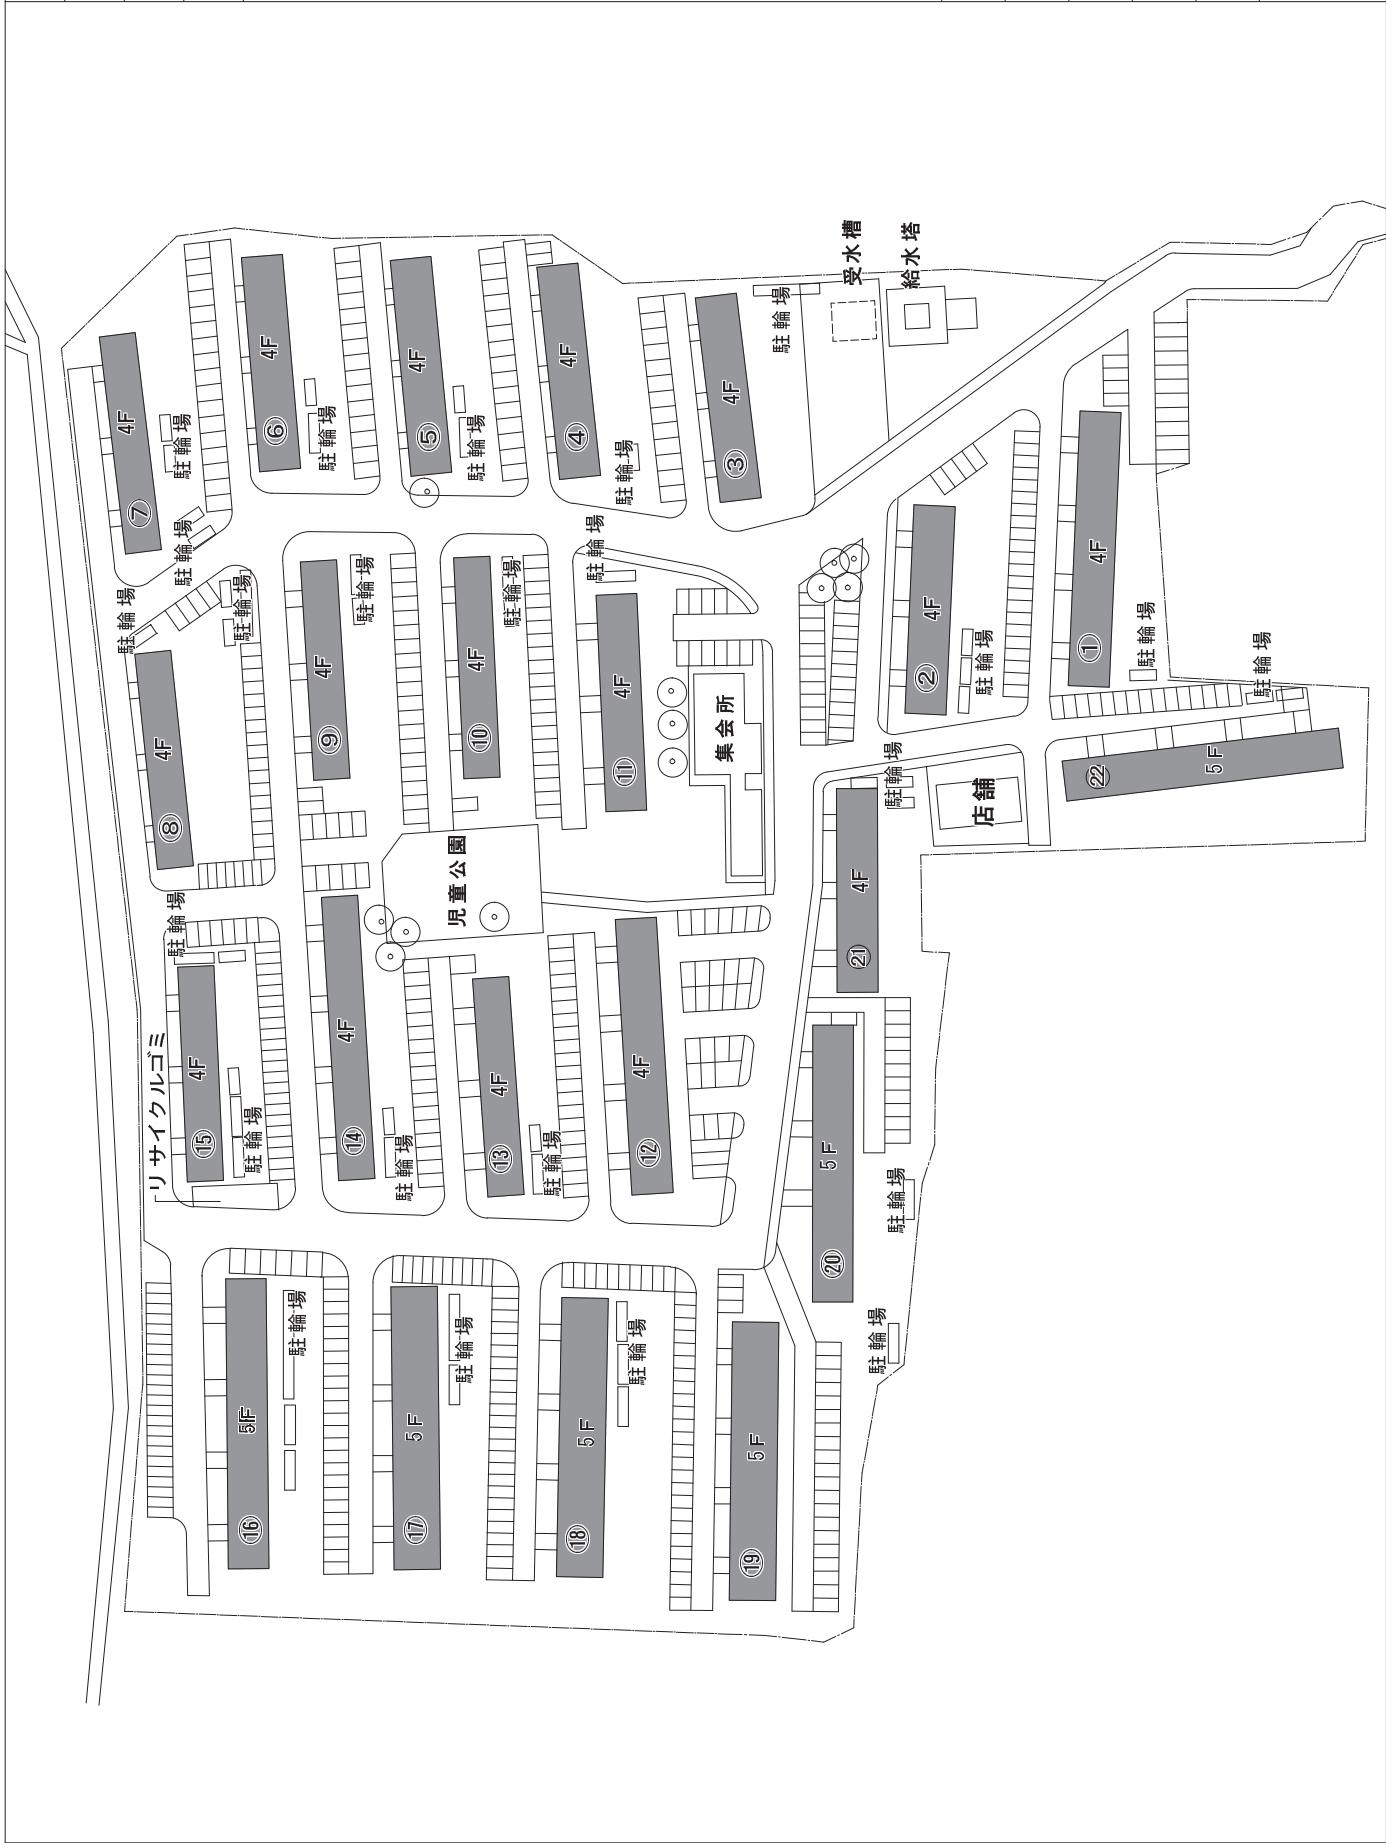 駐輪場
⑦ 4F
リサイクルゴミ
⑧ 4F
駐輪場
駐輪場
駐輪場
⑮ 4F
駐輪場
駐輪場
⑯ 5F
駐輪場
⑥ 4F
駐輪場
⑨ 4F
駐輪場
⑭ 4F
駐輪場
⑰ 5F
駐輪場
⑤ 4F
駐輪場
児童公園
⑩ 4F
駐輪場
⑬ 4F
駐輪場
⑱ 5F
駐輪場
④ 4F
駐輪場
駐輪場
⑪ 4F
⑫ 4F
集会所
③ 4F
⑲ 5F
駐輪場
⑳ 5F
受水槽
㉑ 4F
駐輪場
駐輪場
駐輪場
給水塔
② 4F
駐輪場
店舗
① 4F
駐輪場
㉒ 5F
駐輪場